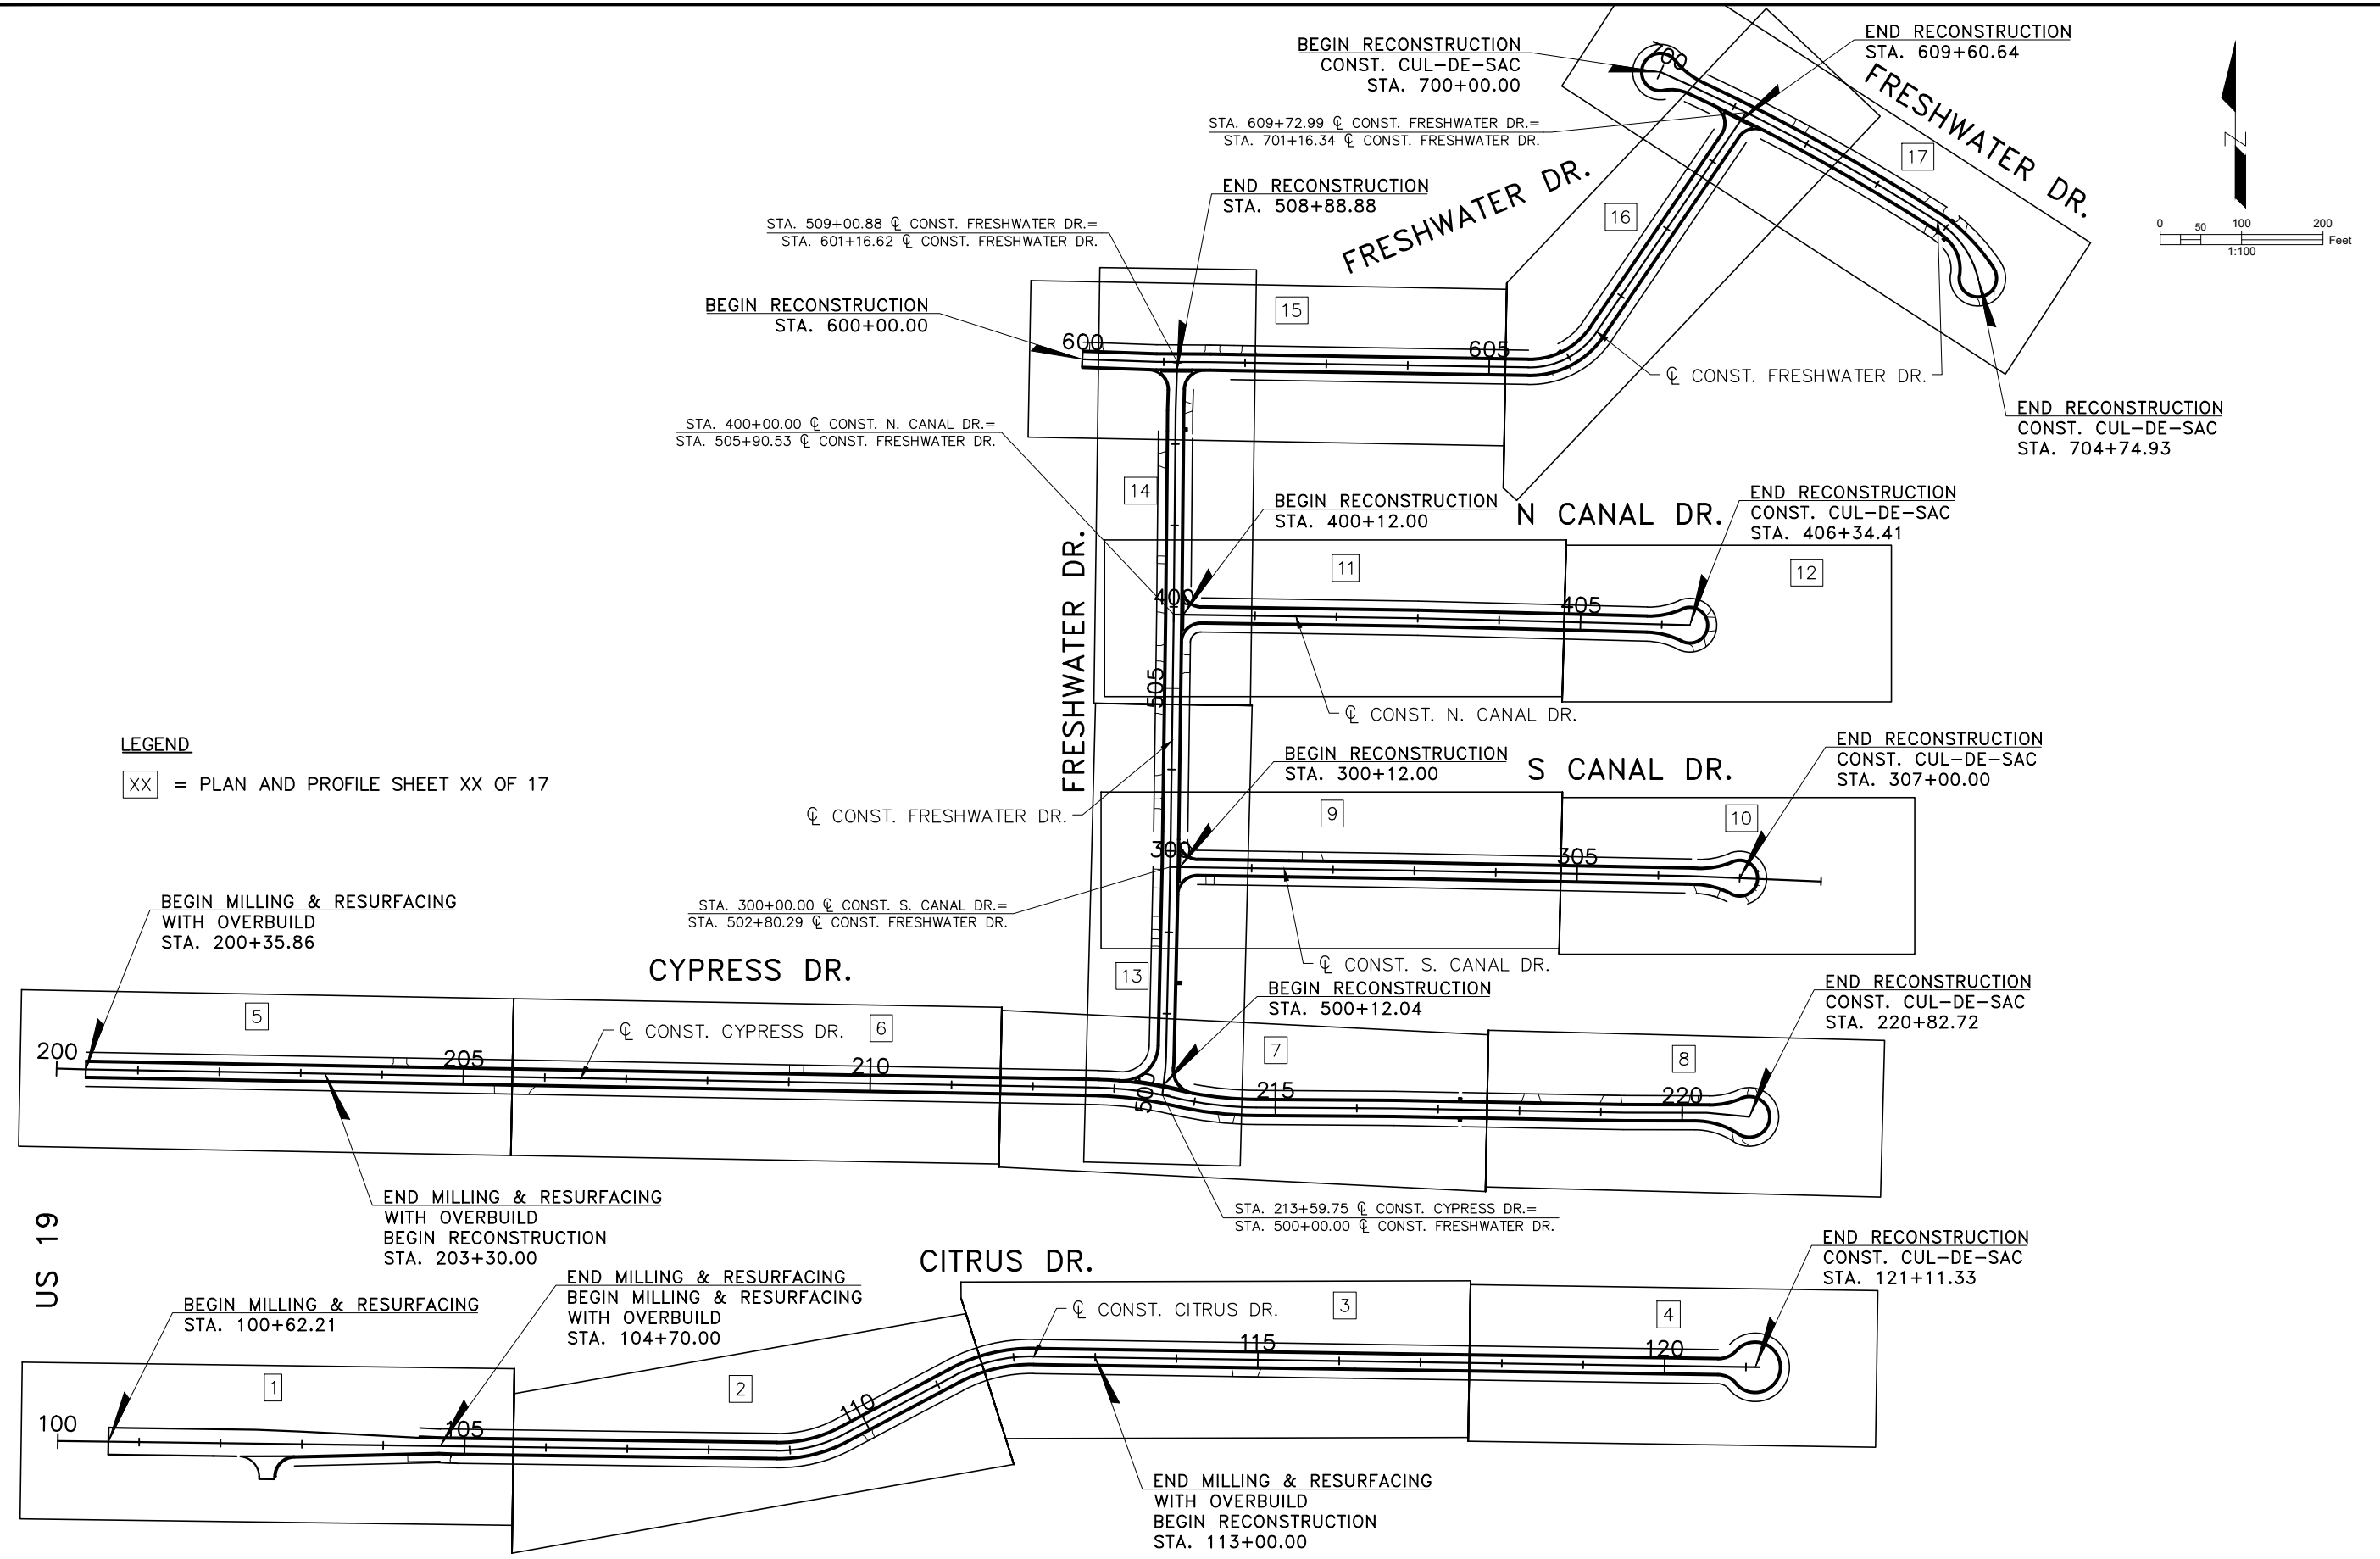 BEGIN RECONSTRUCTION
CONST. CUL-DE-SAC
STA. 700+00.00
700
END RECONSTRUCTION
STA. 609+60.64
FRESHWATER DR.
STA. 609+72.99 ℄ CONST. FRESHWATER DR.=
STA. 701+16.34 ℄ CONST. FRESHWATER DR.
17
N
0 50 100 200
Feet
1:100
FRESHWATER DR.
16
END RECONSTRUCTION
STA. 508+88.88
STA. 509+00.88 ℄ CONST. FRESHWATER DR.=
STA. 601+16.62 ℄ CONST. FRESHWATER DR.
BEGIN RECONSTRUCTION
STA. 600+00.00
15
600
605
℄ CONST. FRESHWATER DR.
END RECONSTRUCTION
CONST. CUL-DE-SAC
STA. 704+74.93
STA. 400+00.00 ℄ CONST. N. CANAL DR.=
STA. 505+90.53 ℄ CONST. FRESHWATER DR.
14
BEGIN RECONSTRUCTION
STA. 400+12.00
N CANAL DR.
END RECONSTRUCTION
CONST. CUL-DE-SAC
STA. 406+34.41
FRESHWATER DR.
11
12
400
405
505
℄ CONST. N. CANAL DR.
LEGEND
XX = PLAN AND PROFILE SHEET XX OF 17
BEGIN RECONSTRUCTION
STA. 300+12.00
S CANAL DR.
END RECONSTRUCTION
CONST. CUL-DE-SAC
STA. 307+00.00
℄ CONST. FRESHWATER DR.
9
10
300
305
STA. 300+00.00 ℄ CONST. S. CANAL DR.=
STA. 502+80.29 ℄ CONST. FRESHWATER DR.
℄ CONST. S. CANAL DR.
BEGIN MILLING & RESURFACING
WITH OVERBUILD
STA. 200+35.86
CYPRESS DR.
13
BEGIN RECONSTRUCTION
STA. 500+12.04
END RECONSTRUCTION
CONST. CUL-DE-SAC
STA. 220+82.72
5
℄ CONST. CYPRESS DR.
6
7
8
200
205
210
500
215
220
END MILLING & RESURFACING
WITH OVERBUILD
BEGIN RECONSTRUCTION
STA. 203+30.00
STA. 213+59.75 ℄ CONST. CYPRESS DR.=
STA. 500+00.00 ℄ CONST. FRESHWATER DR.
US 19
CITRUS DR.
END RECONSTRUCTION
CONST. CUL-DE-SAC
STA. 121+11.33
BEGIN MILLING & RESURFACING
STA. 100+62.21
END MILLING & RESURFACING
BEGIN MILLING & RESURFACING
WITH OVERBUILD
STA. 104+70.00
℄ CONST. CITRUS DR.
3
4
1
2
100
105
110
115
120
END MILLING & RESURFACING
WITH OVERBUILD
BEGIN RECONSTRUCTION
STA. 113+00.00